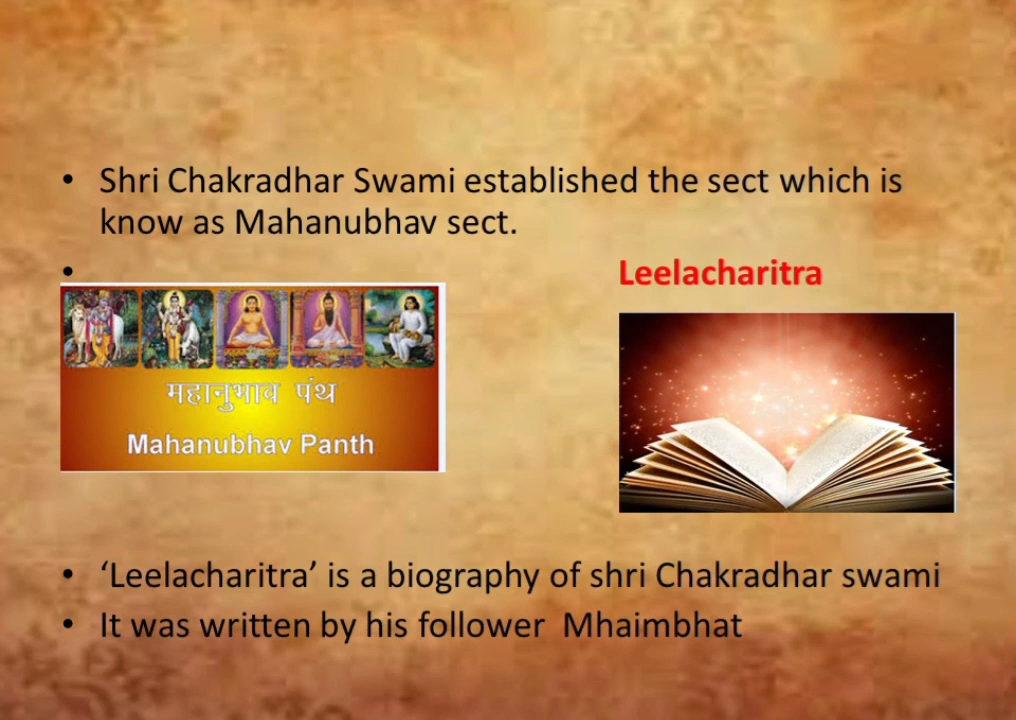 • Shri Chakradhar Swami established the sect which is
know as Mahanubhav sect.
•
Leelacharitra
महानुभाव पंथ
Mahanubhav Panth
• ‘Leelacharitra’ is a biography of shri Chakradhar swami
• It was written by his follower Mhaimbhat